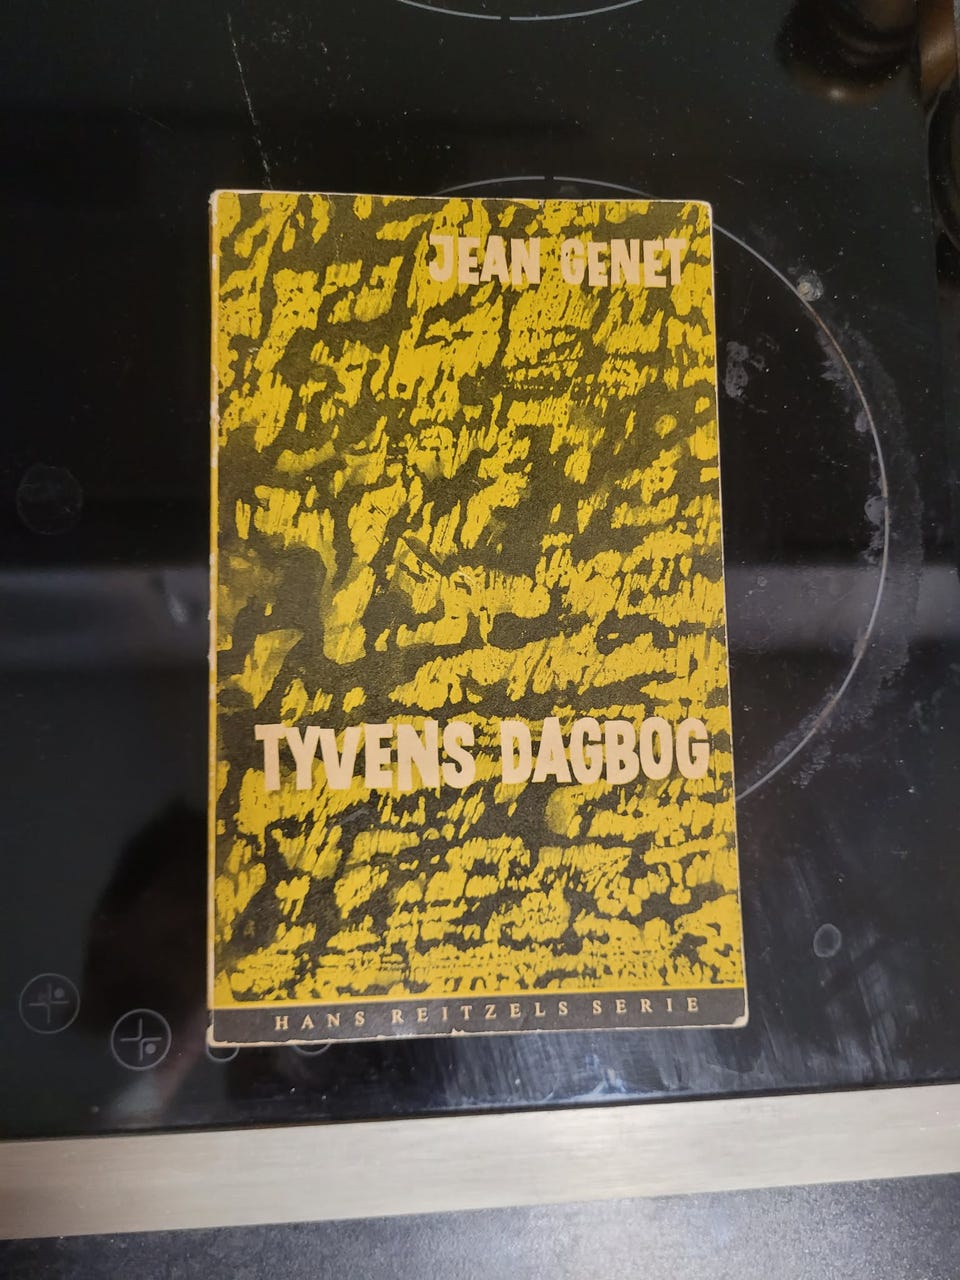 JEAN GENET
TYVENS DAGBOG
HANS REITZELS SERIE